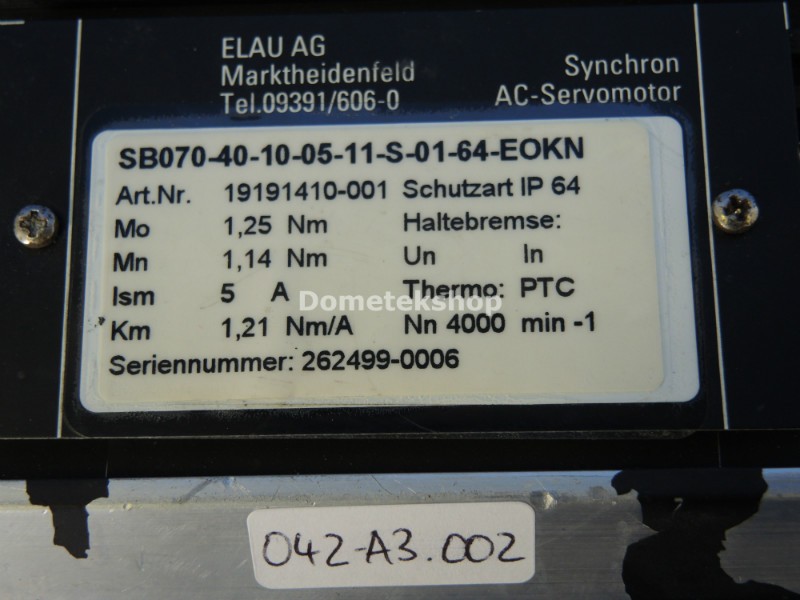 ELAU AG
Marktheidenfeld
Tel.09391/606-0
Synchron
AC-Servomotor
SB070-40-10-05-11-S-01-64-EOKN
Art.Nr. 19191410-001 Schutzart IP 64
Mo 1,25 Nm Haltebremse:
Mn 1,14 Nm Un In
Ism 5 A Thermo: PTC
Km 1,21 Nm/A Nn 4000 min -1
Seriennummer: 262499-0006
Dometekshop
042-A3.002